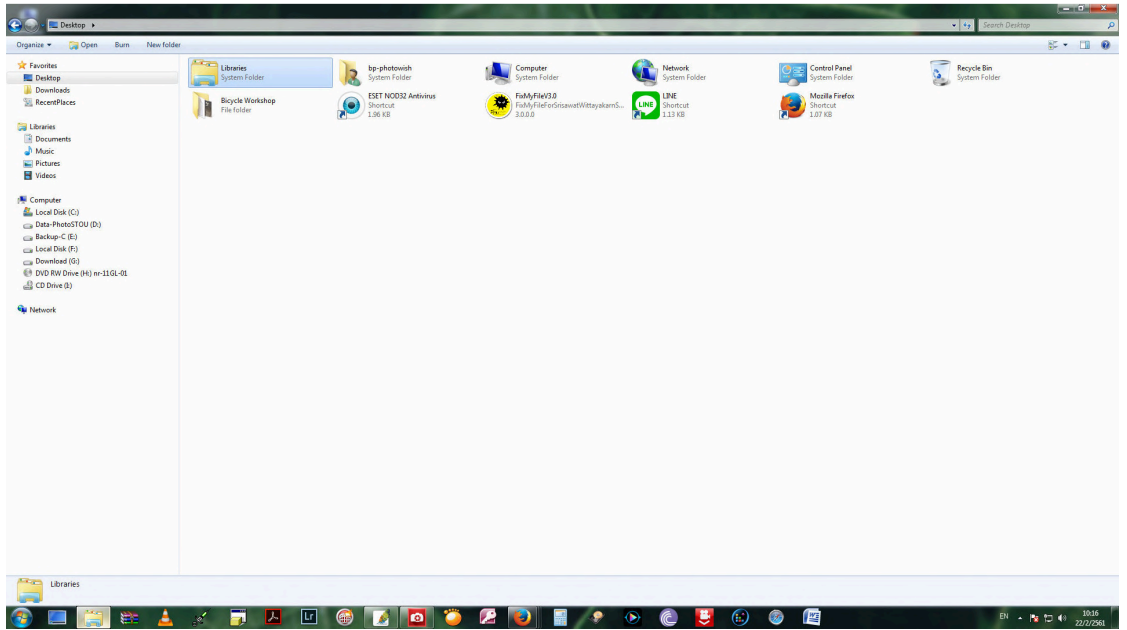 Desktop
Search Desktop
Organize
Open
Burn
New folder
Favorites
Desktop
Downloads
RecentPlaces
Libraries
Documents
Music
Pictures
Videos
Computer
Local Disk (C:)
Data-PhotoSTOU (D:)
Backup-C (E:)
Local Disk (F:)
Download (G:)
DVD RW Drive (H:) nr-11GL-01
CD Drive (I:)
Network
Libraries
System Folder
bp-photowish
System Folder
Computer
System Folder
Network
System Folder
Control Panel
System Folder
Recycle Bin
System Folder
Bicycle Workshop
File folder
ESET NOD32 Antivirus
Shortcut
1.96 KB
FixMyFileV3.0
FixMyFileForSrisawatWittayakarnS...
3.0.0.0
LINE
LINE
Shortcut
1.13 KB
Mozilla Firefox
Shortcut
1.07 KB
Libraries
Lr
EN
10:16
22/2/2561